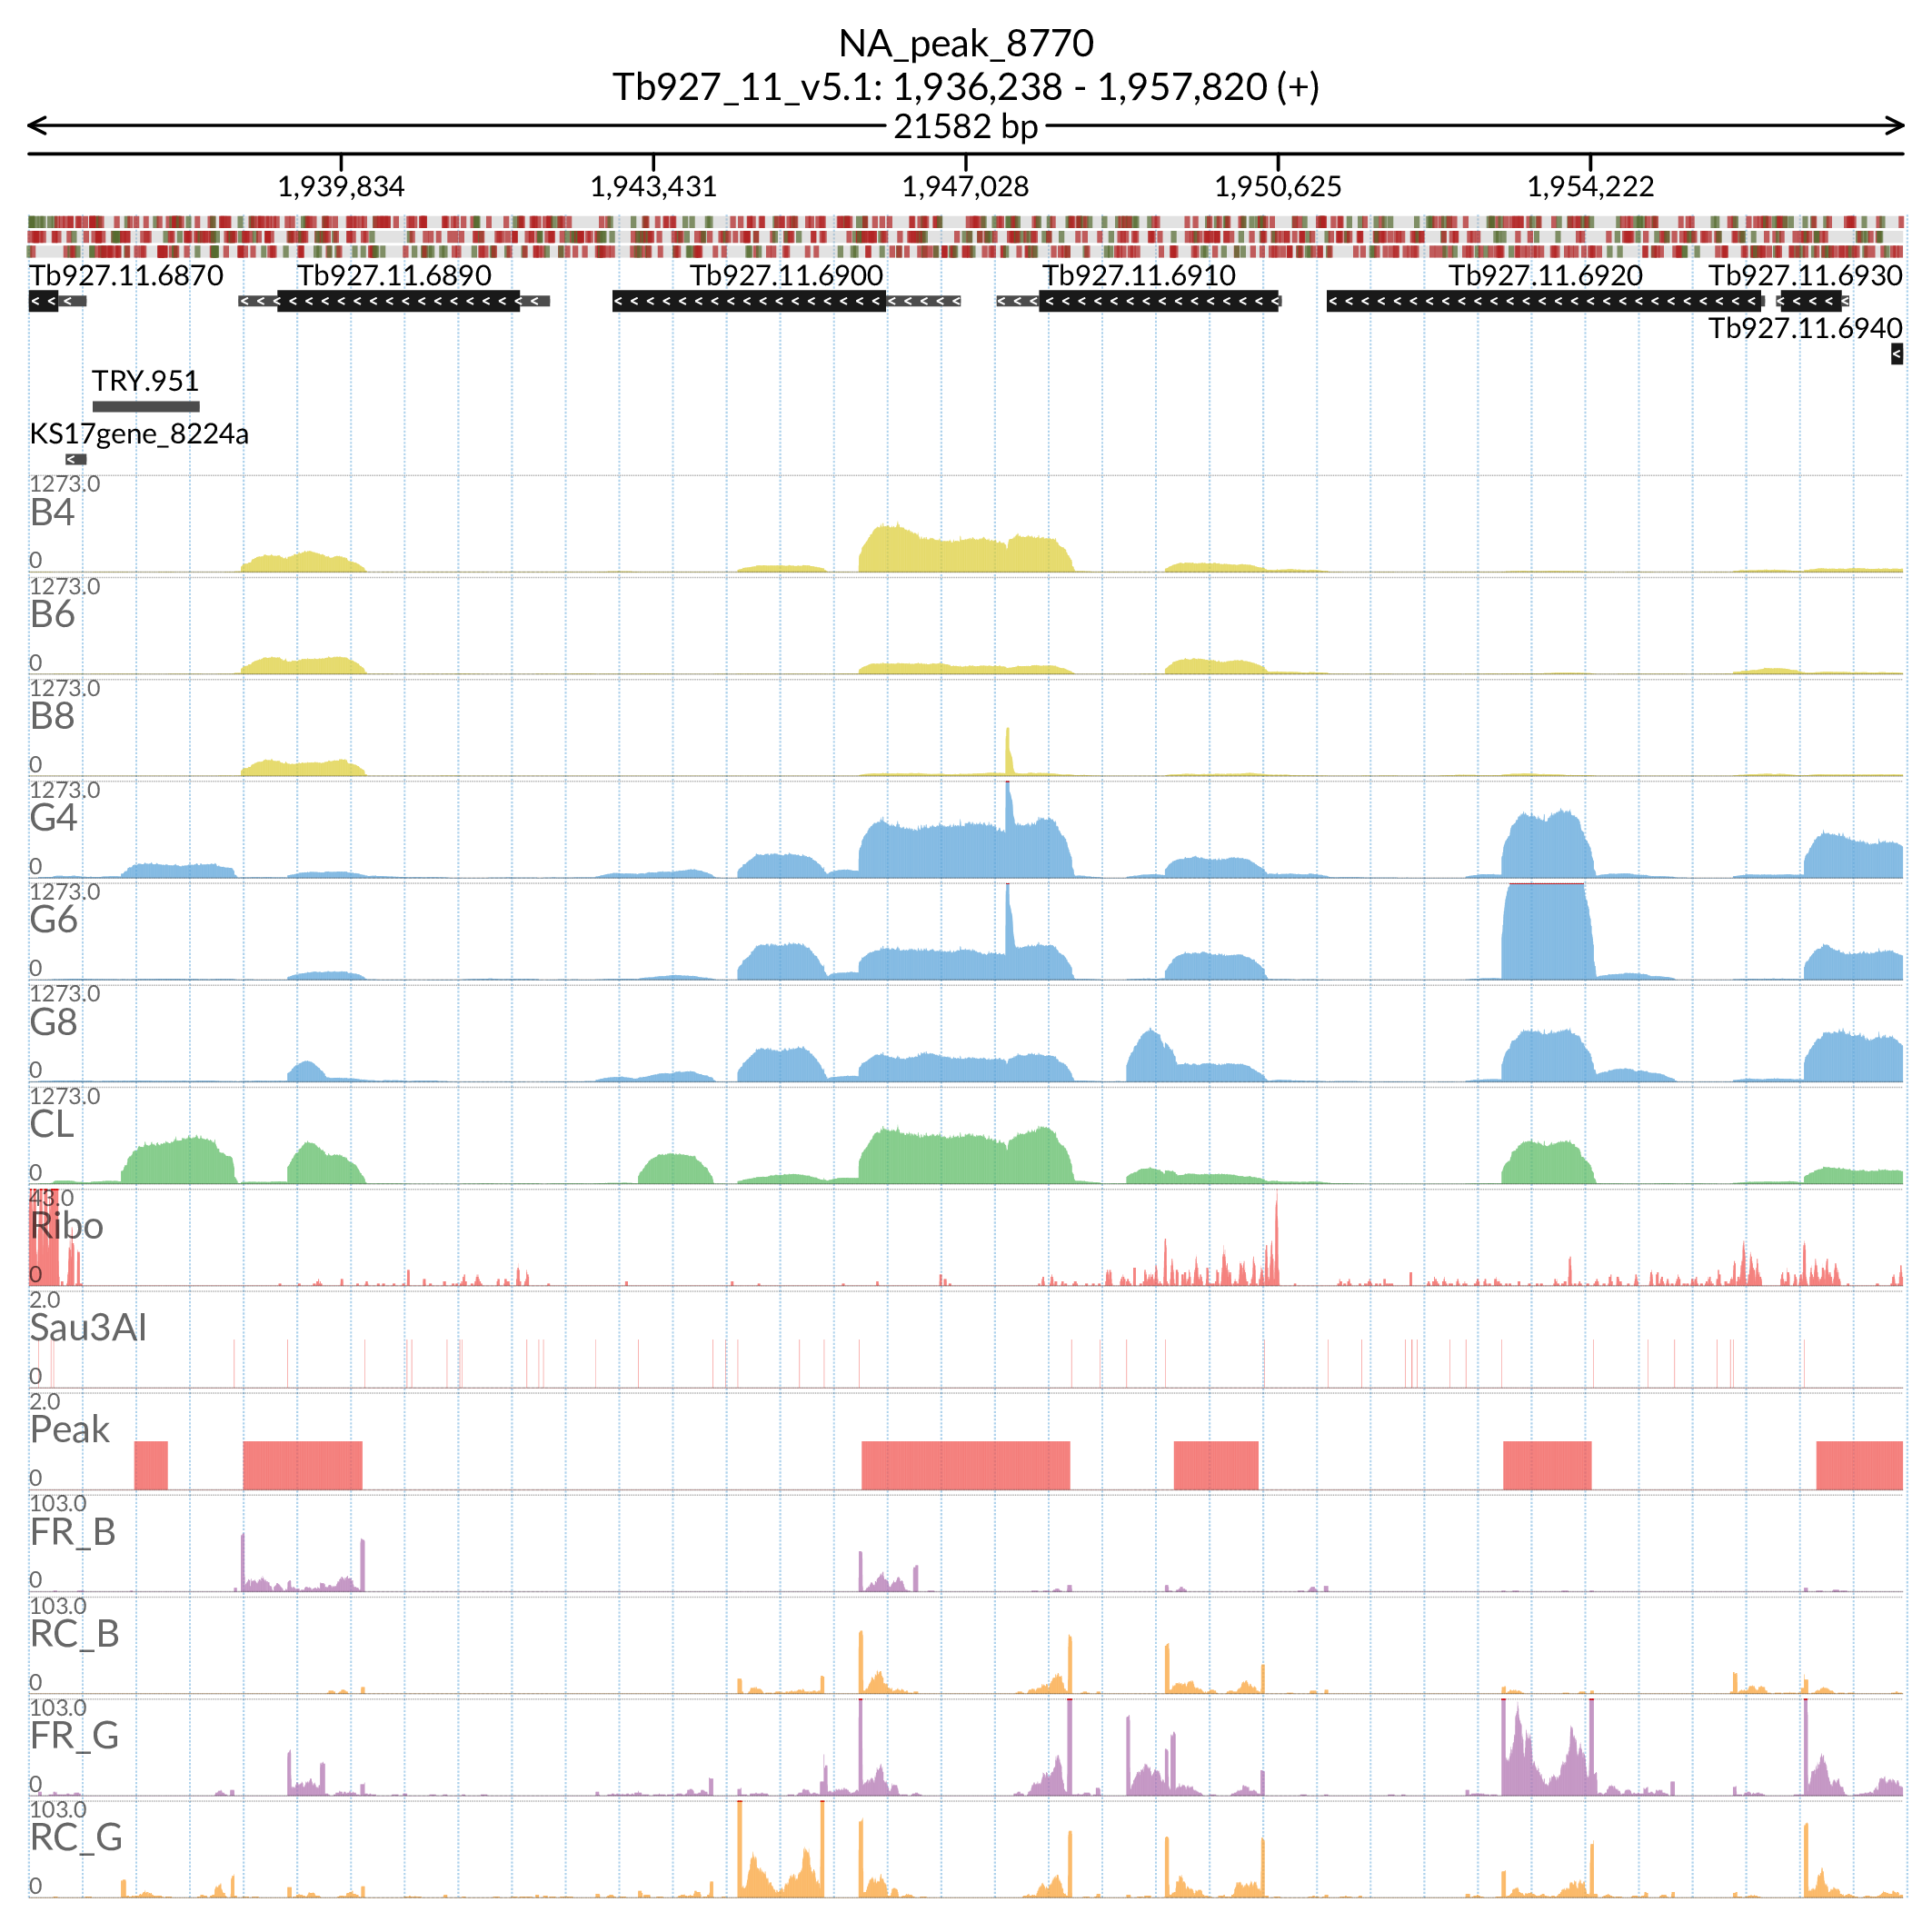 NA_peak_8770
Tb927_11_v5.1: 1,936,238 - 1,957,820 (+)
21582 bp
1,939,834 1,943,431 1,947,028 1,950,625 1,954,222
Tb927.11.6870 Tb927.11.6890 Tb927.11.6900 Tb927.11.6910 Tb927.11.6920 Tb927.11.6930
Tb927.11.6940
TRY.951
KS17gene_8224a
1273.0
B4
0
1273.0
B6
0
1273.0
B8
0
1273.0
G4
0
1273.0
G6
0
1273.0
G8
0
1273.0
CL
0
43.0
Ribo
0
2.0
Sau3AI
0
2.0
Peak
0
103.0
FR_B
0
103.0
RC_B
0
103.0
FR_G
0
103.0
RC_G
0